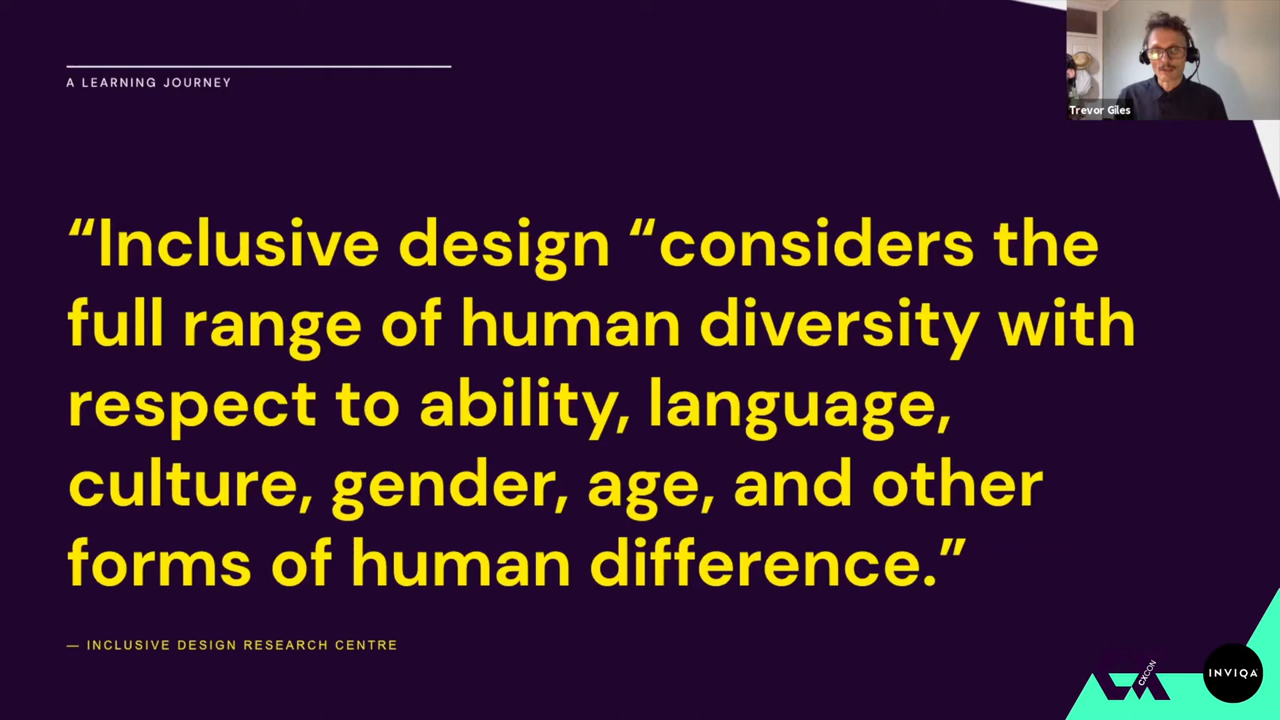 A LEARNING JOURNEY
Trevor Giles
“Inclusive design “considers the
full range of human diversity with
respect to ability, language,
culture, gender, age, and other
forms of human difference.”
— INCLUSIVE DESIGN RESEARCH CENTRE
CXCON
INVIQA